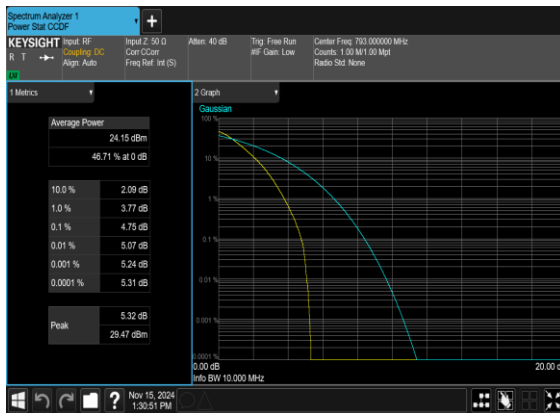 Spectrum Analyzer 1
Power Stat CCDF
KEYSIGHT
R T
Input: RF
Coupling: DC
Align: Auto
Input Z: 50 Ω
Corr CCorr
Freq Ref: Int (S)
Atten: 40 dB
Trig: Free Run
#IF Gain: Low
Center Freq: 793.000000 MHz
Counts: 1.00 M/1.00 Mpt
Radio Std: None
1 Metrics
Average Power
24.15 dBm
46.71 % at 0 dB
10.0 % 2.09 dB
1.0 % 3.77 dB
0.1 % 4.75 dB
0.01 % 5.07 dB
0.001 % 5.24 dB
0.0001 % 5.31 dB
Peak 5.32 dB
29.47 dBm
2 Graph
Gaussian
100 %
10 %
1 %
0.1 %
0.01 %
0.001 %
0.0001 %
0.00 dB
20.00 d
Info BW 10.000 MHz
?
Nov 15, 2024
1:30:51 PM